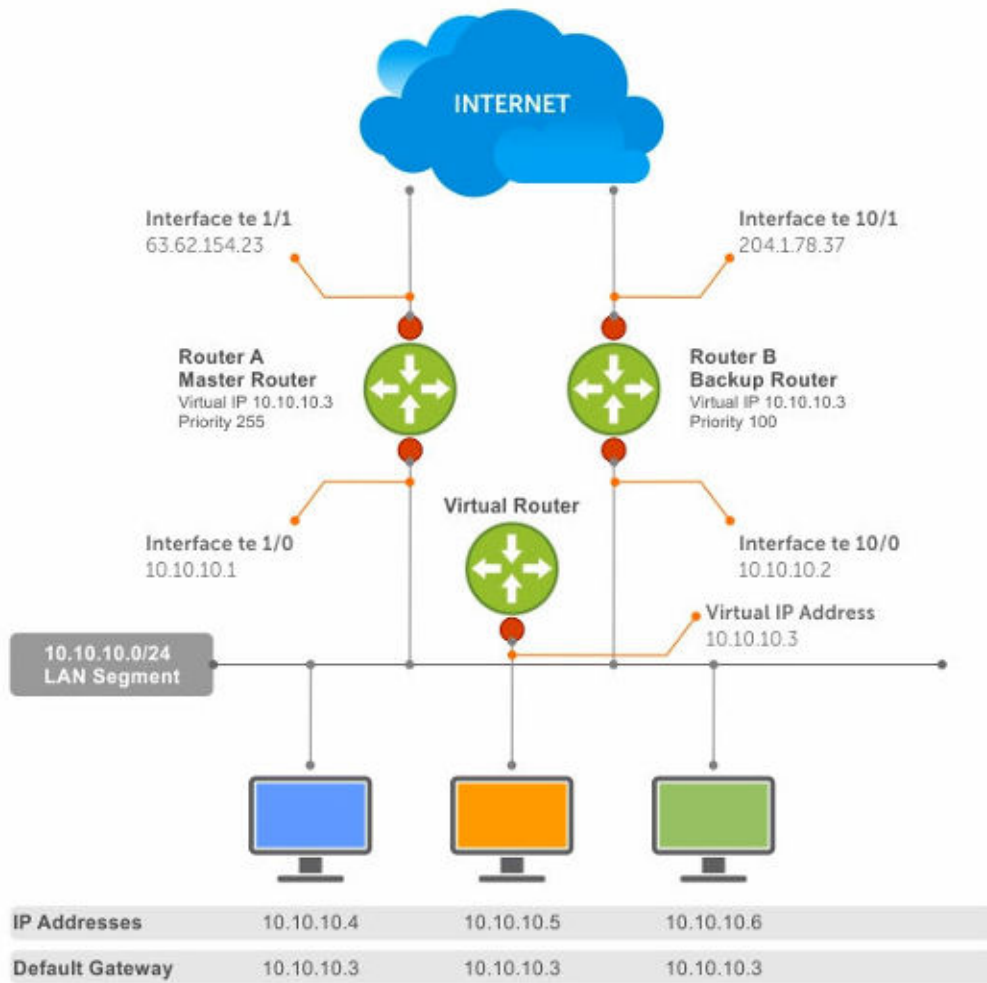 INTERNET
Interface te 1/1
63.62.154.23
Interface te 10/1
204.1.78.37
Router A
Master Router
Virtual IP 10.10.10.3
Priority 255
Router B
Backup Router
Virtual IP 10.10.10.3
Priority 100
Virtual Router
Interface te 1/0
10.10.10.1
Interface te 10/0
10.10.10.2
Virtual IP Address
10.10.10.3
10.10.10.0/24
LAN Segment
IP Addresses 10.10.10.4 10.10.10.5 10.10.10.6
Default Gateway 10.10.10.3 10.10.10.3 10.10.10.3